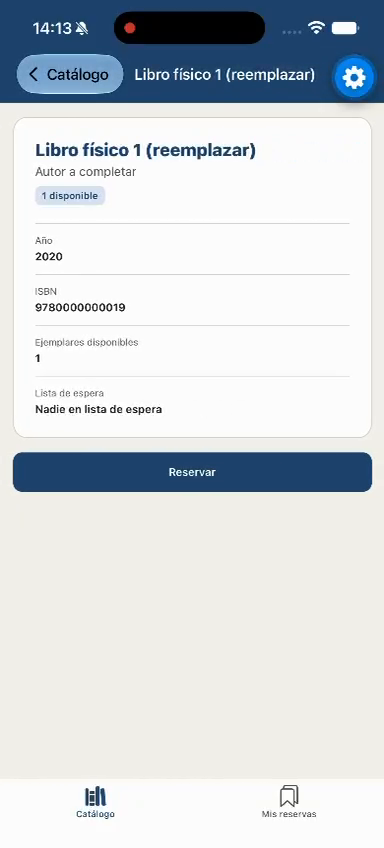 14:13
Catálogo
Libro físico 1 (reemplazar)
Libro físico 1 (reemplazar)
Autor a completar
1 disponible
Año
2020
ISBN
9780000000019
Ejemplares disponibles
1
Lista de espera
Nadie en lista de espera
Reservar
Catálogo
Mis reservas